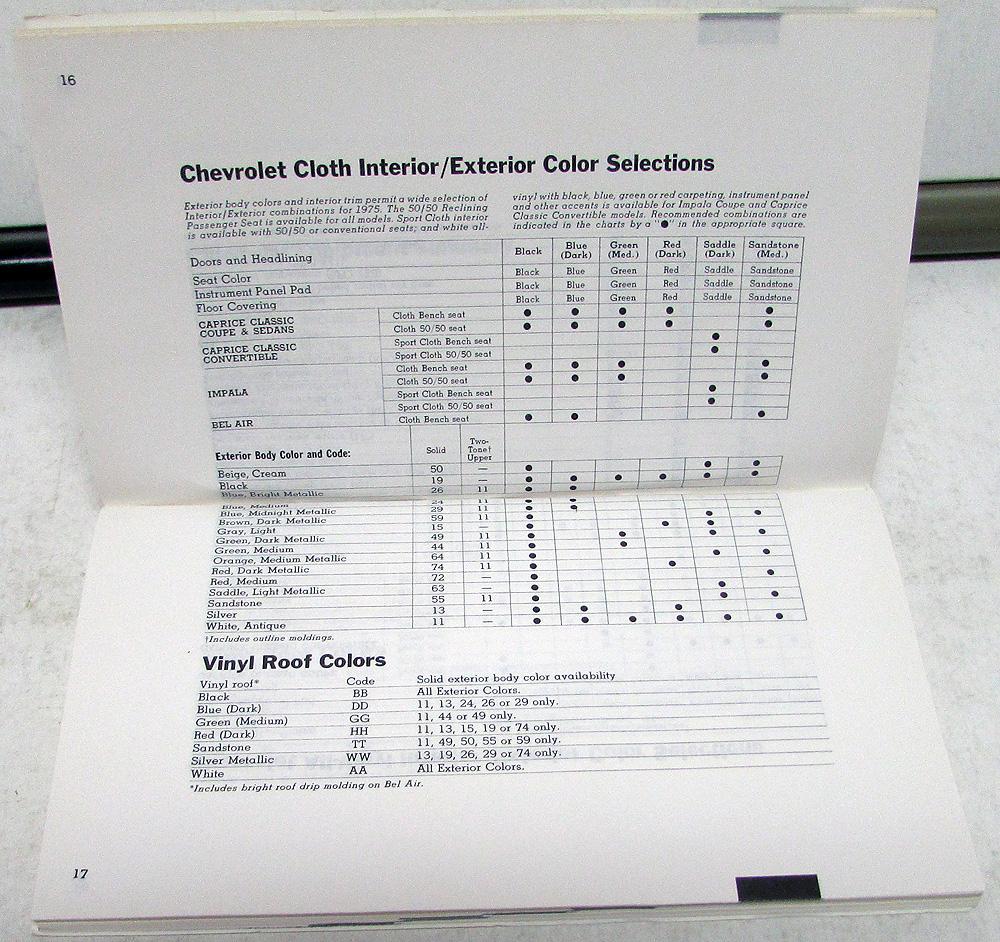 16
Chevrolet Cloth Interior/Exterior Color Selections
Exterior body colors and interior trim permit a wide selection of
Interior/Exterior combinations for 1975. The 50/50 Reclining
Passenger Seat is available for all models. Sport Cloth interior
is available with 50/50 or conventional seats; and white all-
vinyl with black, blue, green or red carpeting, instrument panel
and other accents is available for Impala Coupe and Caprice
Classic Convertible models. Recommended combinations are
indicated in the charts by a "●" in the appropriate square.
Doors and Headlining Black Blue (Dark) Green (Med.) Red (Dark) Saddle (Dark) Sandstone (Med.)
Seat Color Black Blue Green Red Saddle Sandstone
Instrument Panel Pad Black Blue Green Red Saddle Sandstone
Floor Covering Black Blue Green Red Saddle Sandstone
CAPRICE CLASSIC Cloth Bench seat ● ● ● ● ●
COUPE & SEDANS Cloth 50/50 seat ● ● ● ● ●
CAPRICE CLASSIC Sport Cloth Bench seat ●
CONVERTIBLE Sport Cloth 50/50 seat ●
Cloth Bench seat ● ● ● ●
Cloth 50/50 seat ● ● ● ●
IMPALA Sport Cloth Bench seat ●
Sport Cloth 50/50 seat ●
BEL AIR Cloth Bench seat ● ● ●
Exterior Body Color and Code: Solid Two-Tone† Upper
Beige, Cream 50 — ● ● ●
Black 19 — ● ● ● ● ● ●
Blue, Bright Metallic 26 11 ● ●
Blue, Medium 24 11 ● ●
Blue, Midnight Metallic 29 11 ● ● ● ●
Brown, Dark Metallic 59 11 ● ● ●
Gray, Light 15 — ● ● ●
Green, Dark Metallic 49 11 ● ● ● ●
Green, Medium 44 11 ● ●
Orange, Medium Metallic 64 11 ● ● ●
Red, Dark Metallic 74 11 ● ●
Red, Medium 72 — ● ●
Saddle, Light Metallic 63 — ● ●
Sandstone 55 11 ● ● ●
Silver 13 — ● ● ●
White, Antique 11 — ● ● ● ● ● ●
†Includes outline moldings.
Vinyl Roof Colors
Vinyl roof* Code Solid exterior body color availability
Black BB All Exterior Colors.
Blue (Dark) DD 11, 13, 24, 26 or 29 only.
Green (Medium) GG 11, 44 or 49 only.
Red (Dark) HH 11, 13, 15, 19 or 74 only.
Sandstone TT 11, 49, 50, 55 or 59 only.
Silver Metallic WW 13, 19, 26, 29 or 74 only.
White AA All Exterior Colors.
*Includes bright roof drip molding on Bel Air.
17